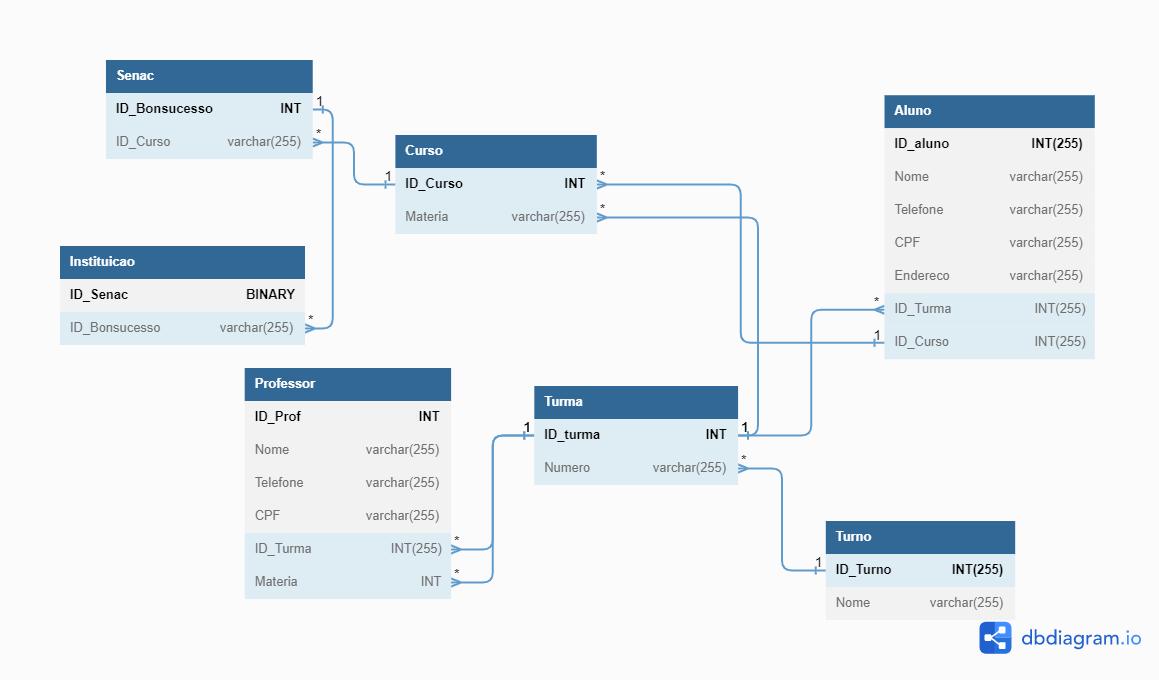 Senac
ID_Bonsucesso INT
ID_Curso varchar(255)
1
*
Curso
1
ID_Curso INT
Materia varchar(255)
*
*
Aluno
ID_aluno INT(255)
Nome varchar(255)
Telefone varchar(255)
CPF varchar(255)
Endereco varchar(255)
ID_Turma INT(255)
ID_Curso INT(255)
*
1
Instituicao
ID_Senac BINARY
ID_Bonsucesso varchar(255)
*
Professor
ID_Prof INT
Nome varchar(255)
Telefone varchar(255)
CPF varchar(255)
ID_Turma INT(255)
Materia INT
*
*
Turma
1
ID_turma INT
1
Numero varchar(255)
*
Turno
1
ID_Turno INT(255)
Nome varchar(255)
dbdiagram.io